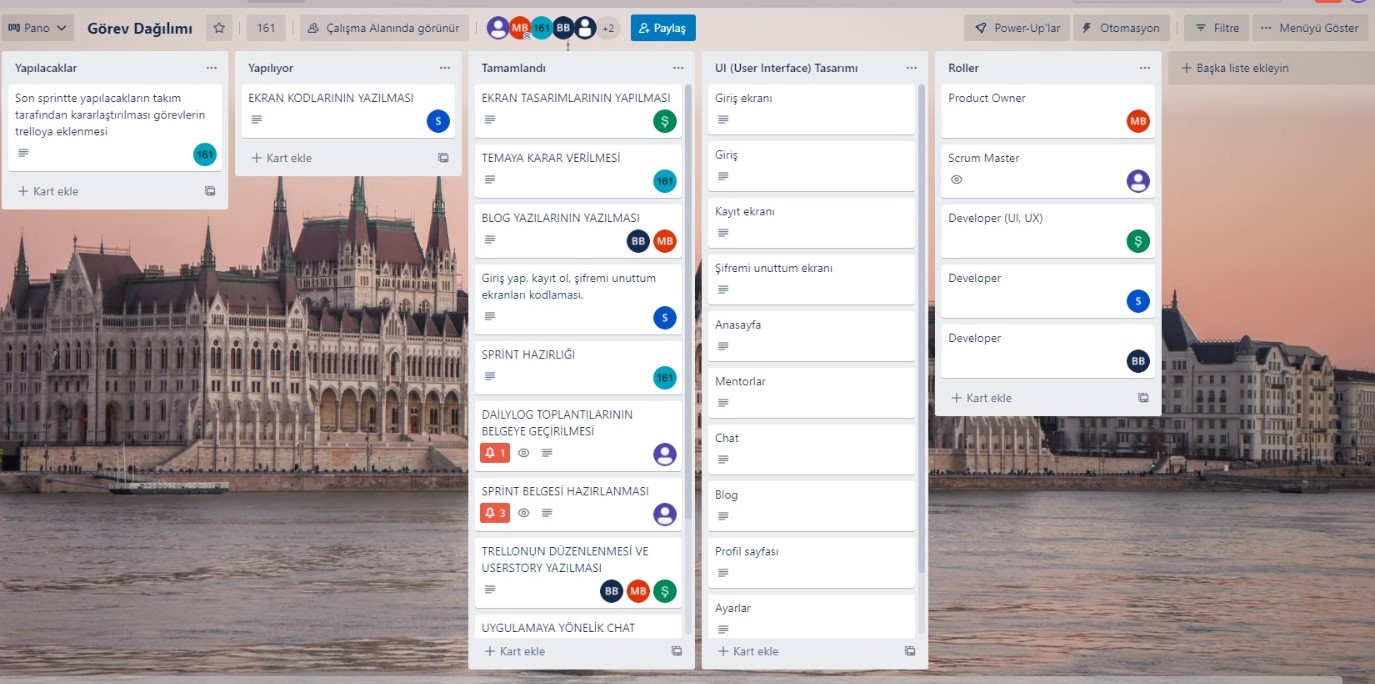 Pano
Görev Dağılımı
161
Çalışma Alanında görünür
MB
161
BB
+2
Paylaş
Power-Up'lar
Otomasyon
Filtre
Menüyü Göster
Yapılacaklar
Son sprintte yapılacakların takım
tarafından kararlaştırılması görevlerin
trelloya eklenmesi
161
Kart ekle
Yapılıyor
EKRAN KODLARININ YAZILMASI
S
Kart ekle
Tamamlandı
EKRAN TASARIMLARININ YAPILMASI
Ş
TEMAYA KARAR VERİLMESİ
161
BLOG YAZILARININ YAZILMASI
BB MB
Giriş yap, kayıt ol, şifremi unuttum
ekranları kodlaması.
S
SPRİNT HAZIRLIĞI
161
DAİLYLOG TOPLANTILARININ
BELGEYE GEÇİRİLMESİ
1
SPRİNT BELGESİ HAZIRLANMASI
3
TRELLONUN DÜZENLENMESİ VE
USERSTORY YAZILMASI
BB MB Ş
UYGULAMAYA YÖNELİK CHAT
Kart ekle
UI (User Interface) Tasarımı
Giriş ekranı
Giriş
Kayıt ekranı
Şifremi unuttum ekranı
Anasayfa
Mentorlar
Chat
Blog
Profil sayfası
Ayarlar
Kart ekle
Roller
Product Owner
MB
Scrum Master
Developer (UI, UX)
Ş
Developer
S
Developer
BB
Kart ekle
Başka liste ekleyin